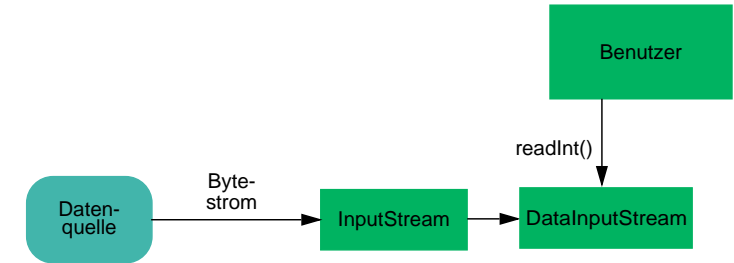 Benutzer
readInt()
Byte-
strom
Daten-
quelle
InputStream
DataInputStream